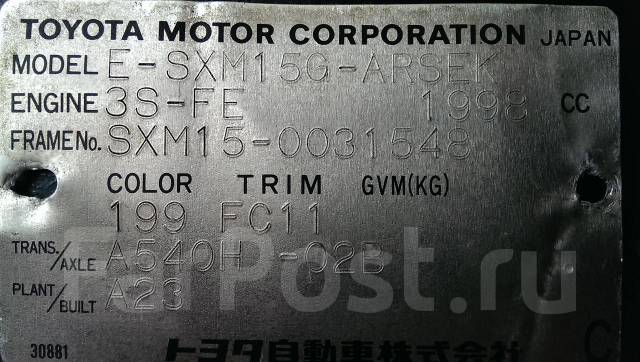 TOYOTA MOTOR CORPORATION JAPAN
MODEL E-SXM15G-ARSEK
ENGINE 3S-FE 1998 CC
FRAME No. SXM15-0031548
COLOR TRIM GVM(KG)
199 FC11
TRANS./AXLE A540H -02B
PLANT/BUILT A23
FarPost.ru
30881 トヨタ自動車株式会社 C